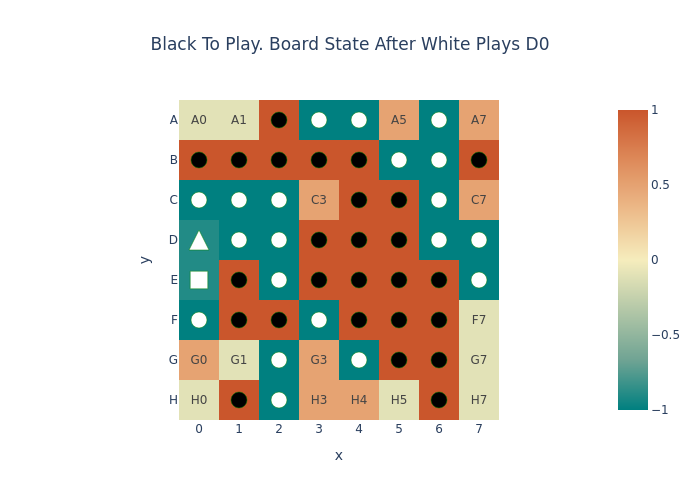 Black To Play. Board State After White Plays D0
A A0 A1 A5 A7
B
C C3 C7
D
E
F F7
G G0 G1 G3 G7
H H0 H3 H4 H5 H7
0 1 2 3 4 5 6 7
x
y
1
0.5
0
−0.5
−1